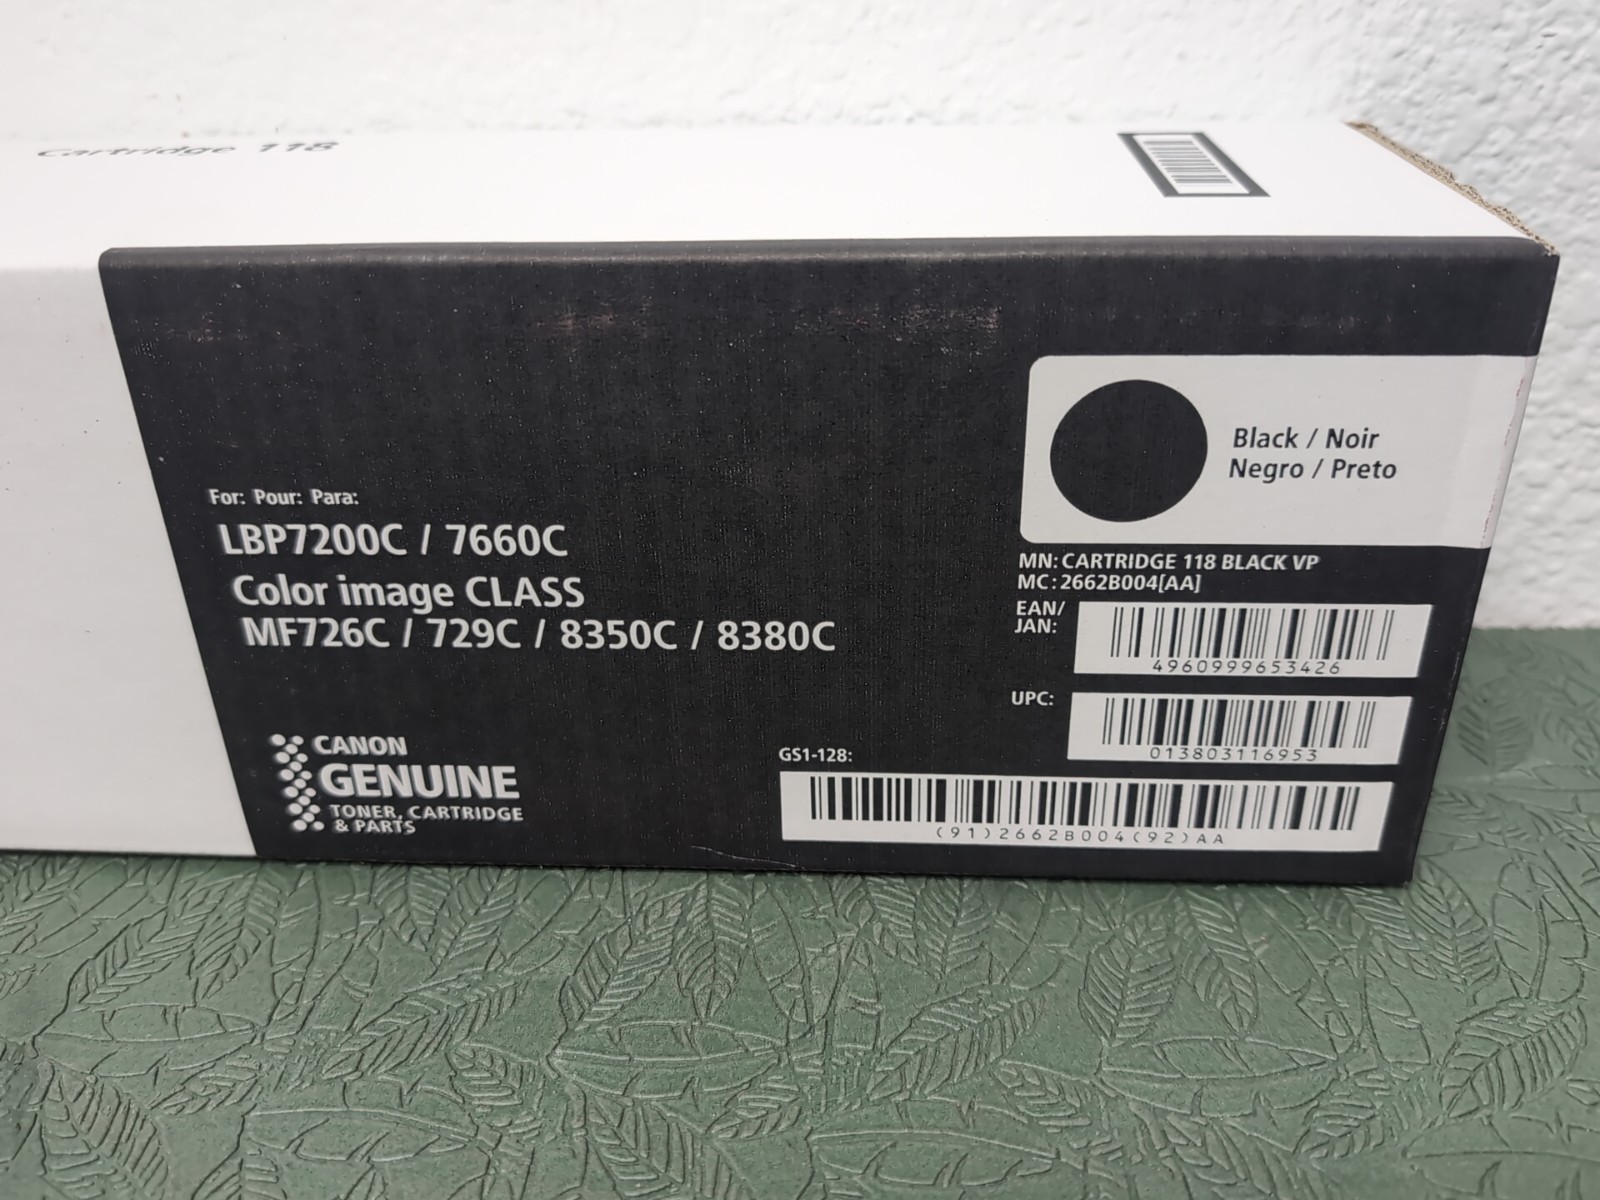 Cartridge 118
Black / Noir
Negro / Preto
For: Pour: Para:
LBP7200C / 7660C
Color image CLASS
MF726C / 729C / 8350C / 8380C
MN: CARTRIDGE 118 BLACK VP
MC: 2662B004[AA]
EAN/
JAN:
4960999653426
UPC:
013803116953
GS1-128:
(91)2662B004(92)AA
CANON
GENUINE
TONER, CARTRIDGE
& PARTS